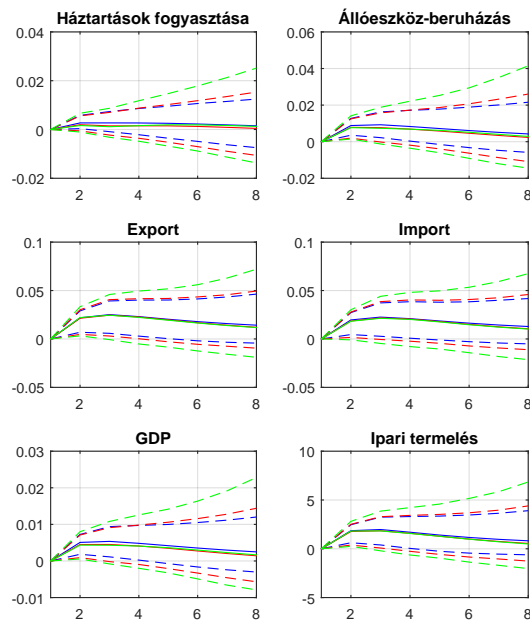 Háztartások fogyasztása
0.04
0.02
0
-0.02
2 4 6 8
Állóeszköz-beruházás
0.06
0.04
0.02
0
-0.02
2 4 6 8
Export
0.1
0.05
0
-0.05
2 4 6 8
Import
0.1
0.05
0
-0.05
2 4 6 8
GDP
0.03
0.02
0.01
0
-0.01
2 4 6 8
Ipari termelés
10
5
0
-5
2 4 6 8